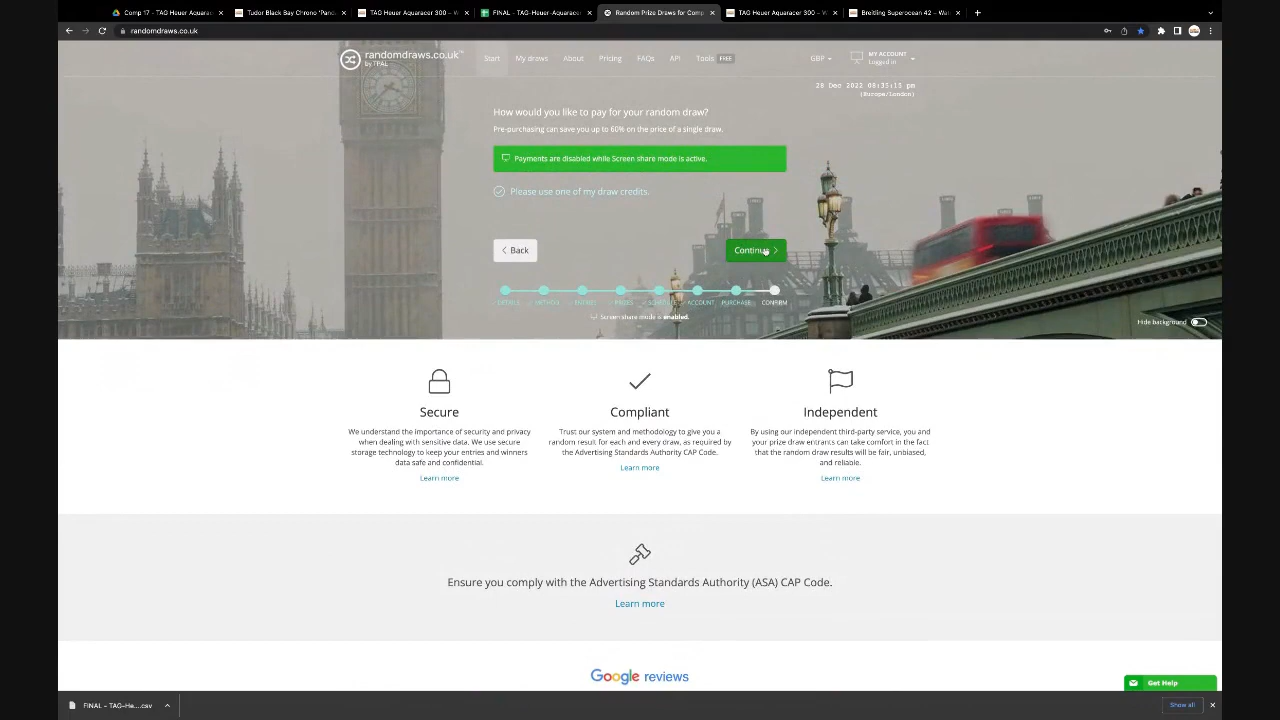 Comp 17 - TAG Heuer Aquarac
Tudor Black Bay Chrono 'Pand
TAG Heuer Aquaracer 300 – W
FINAL - TAG-Heuer-Aquaracer
Random Prize Draws for Comp
TAG Heuer Aquaracer 300 – W
Breitling Superocean 42 – Wa
randomdraws.co.uk
randomdraws.co.uk™
by TPAL
Start
My draws
About
Pricing
FAQs
API
Tools
FREE
GBP
MY ACCOUNT
Logged in
28 Dec 2022 08:35:15 pm
(Europe/London)
How would you like to pay for your random draw?
Pre-purchasing can save you up to 60% on the price of a single draw.
Payments are disabled while Screen share mode is active.
Please use one of my draw credits.
Back
Continue
DETAILS
METHOD
ENTRIES
PRIZES
SCHEDULE
ACCOUNT
PURCHASE
CONFIRM
Screen share mode is enabled.
Hide background
Secure
We understand the importance of security and privacy
when dealing with sensitive data. We use secure
storage technology to keep your entries and winners
data safe and confidential.
Learn more
Compliant
Trust our system and methodology to give you a
random result for each and every draw, as required by
the Advertising Standards Authority CAP Code.
Learn more
Independent
By using our independent third-party service, you and
your prize draw entrants can take comfort in the fact
that the random draw results will be fair, unbiased,
and reliable.
Learn more
Ensure you comply with the Advertising Standards Authority (ASA) CAP Code.
Learn more
Google reviews
Get Help
FINAL - TAG-He....csv
Show all